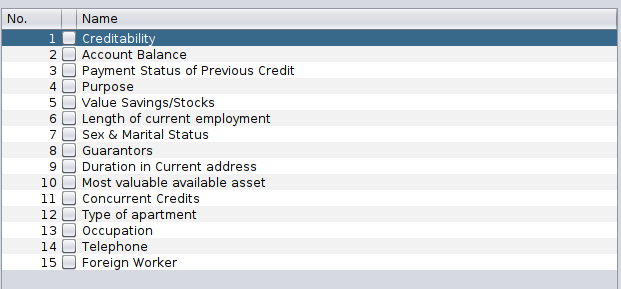 No. Name
1 Creditability
2 Account Balance
3 Payment Status of Previous Credit
4 Purpose
5 Value Savings/Stocks
6 Length of current employment
7 Sex & Marital Status
8 Guarantors
9 Duration in Current address
10 Most valuable available asset
11 Concurrent Credits
12 Type of apartment
13 Occupation
14 Telephone
15 Foreign Worker